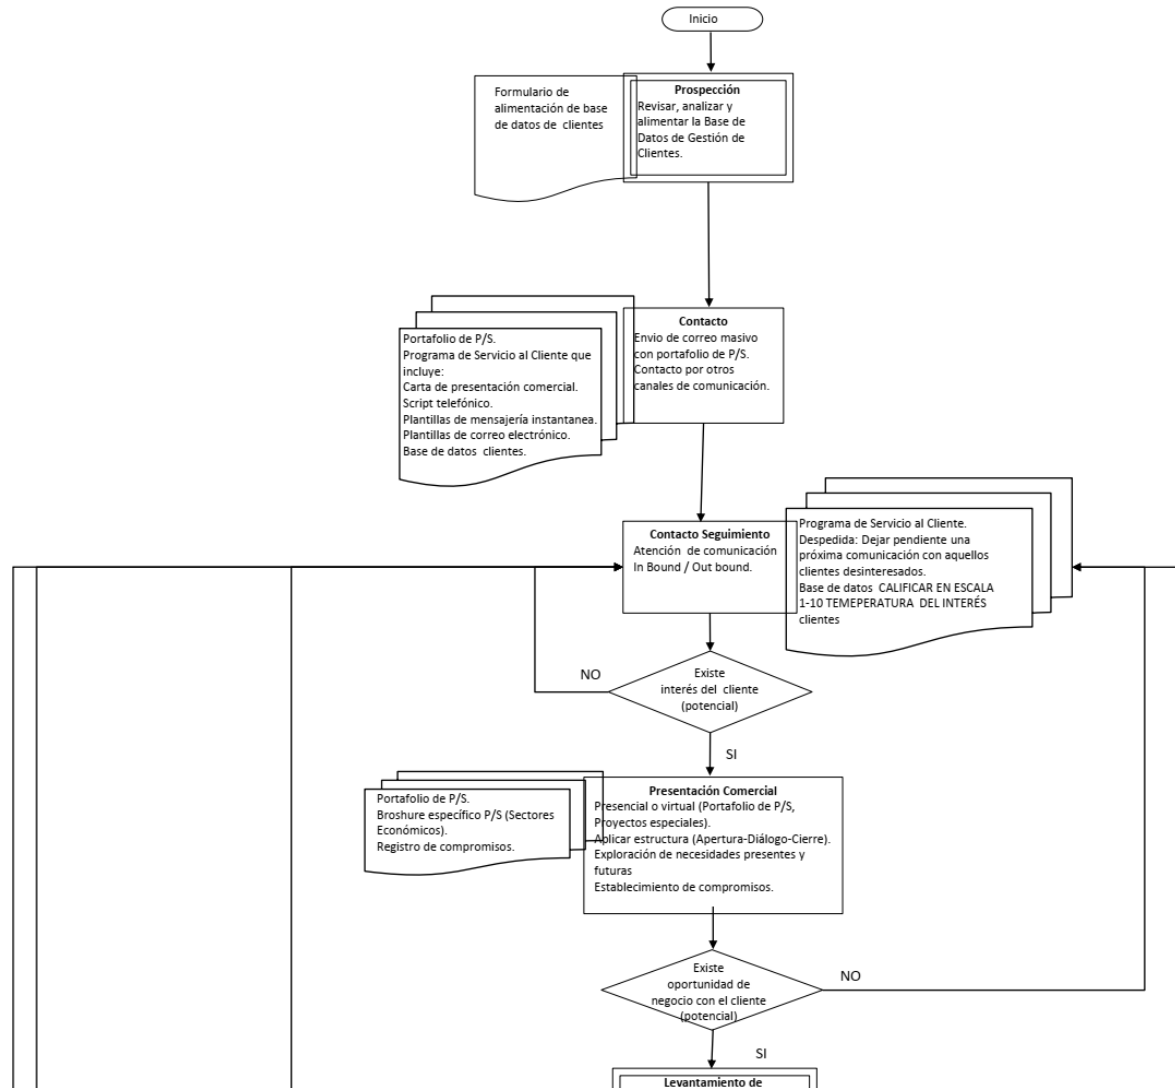 Inicio
Formulario de
alimentación de base
de datos de clientes
Prospección
Revisar, analizar y
alimentar la Base de
Datos de Gestión de
Clientes.
Portafolio de P/S.
Programa de Servicio al Cliente que
incluye:
Carta de presentación comercial.
Script telefónico.
Plantillas de mensajería instantanea.
Plantillas de correo electrónico.
Base de datos clientes.
Contacto
Envio de correo masivo
con portafolio de P/S.
Contacto por otros
canales de comunicación.
Contacto Seguimiento
Atención de comunicación
In Bound / Out bound.
Programa de Servicio al Cliente.
Despedida: Dejar pendiente una
próxima comunicación con aquellos
clientes desinteresados.
Base de datos CALIFICAR EN ESCALA
1-10 TEMEPERATURA DEL INTERÉS
clientes
NO
Existe
interés del cliente
(potencial)
SI
Portafolio de P/S.
Broshure específico P/S (Sectores
Económicos).
Registro de compromisos.
Presentación Comercial
Presencial o virtual (Portafolio de P/S,
Proyectos especiales).
Aplicar estructura (Apertura-Diálogo-Cierre).
Exploración de necesidades presentes y
futuras
Establecimiento de compromisos.
Existe
oportunidad de
negocio con el cliente
(potencial)
NO
SI
Levantamiento de